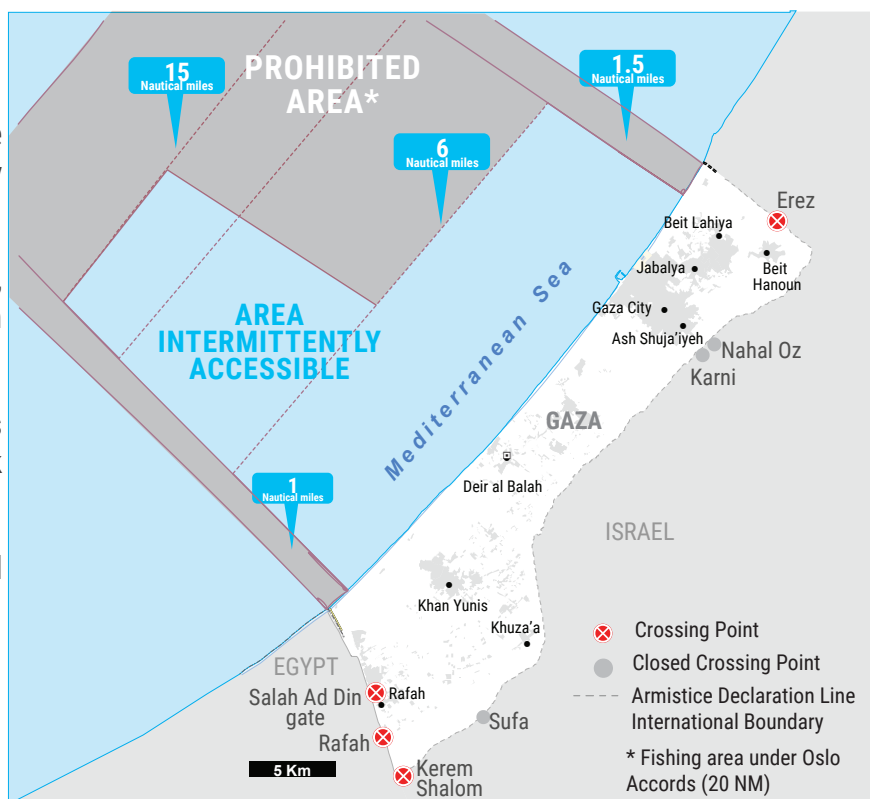 15
Nautical miles
PROHIBITED
AREA*
1.5
Nautical miles
6
Nautical miles
Erez
Beit Lahiya
Jabalya
Beit
Hanoun
Gaza City
Ash Shuja'iyeh
Nahal Oz
Karni
AREA
INTERMITTENTLY
ACCESSIBLE
Mediterranean Sea
GAZA
Deir al Balah
1
Nautical miles
ISRAEL
Khan Yunis
Khuza'a
EGYPT
Salah Ad Din
gate
Rafah
Rafah
Sufa
Kerem
Shalom
5 Km
Crossing Point
Closed Crossing Point
Armistice Declaration Line
International Boundary
* Fishing area under Oslo
Accords (20 NM)